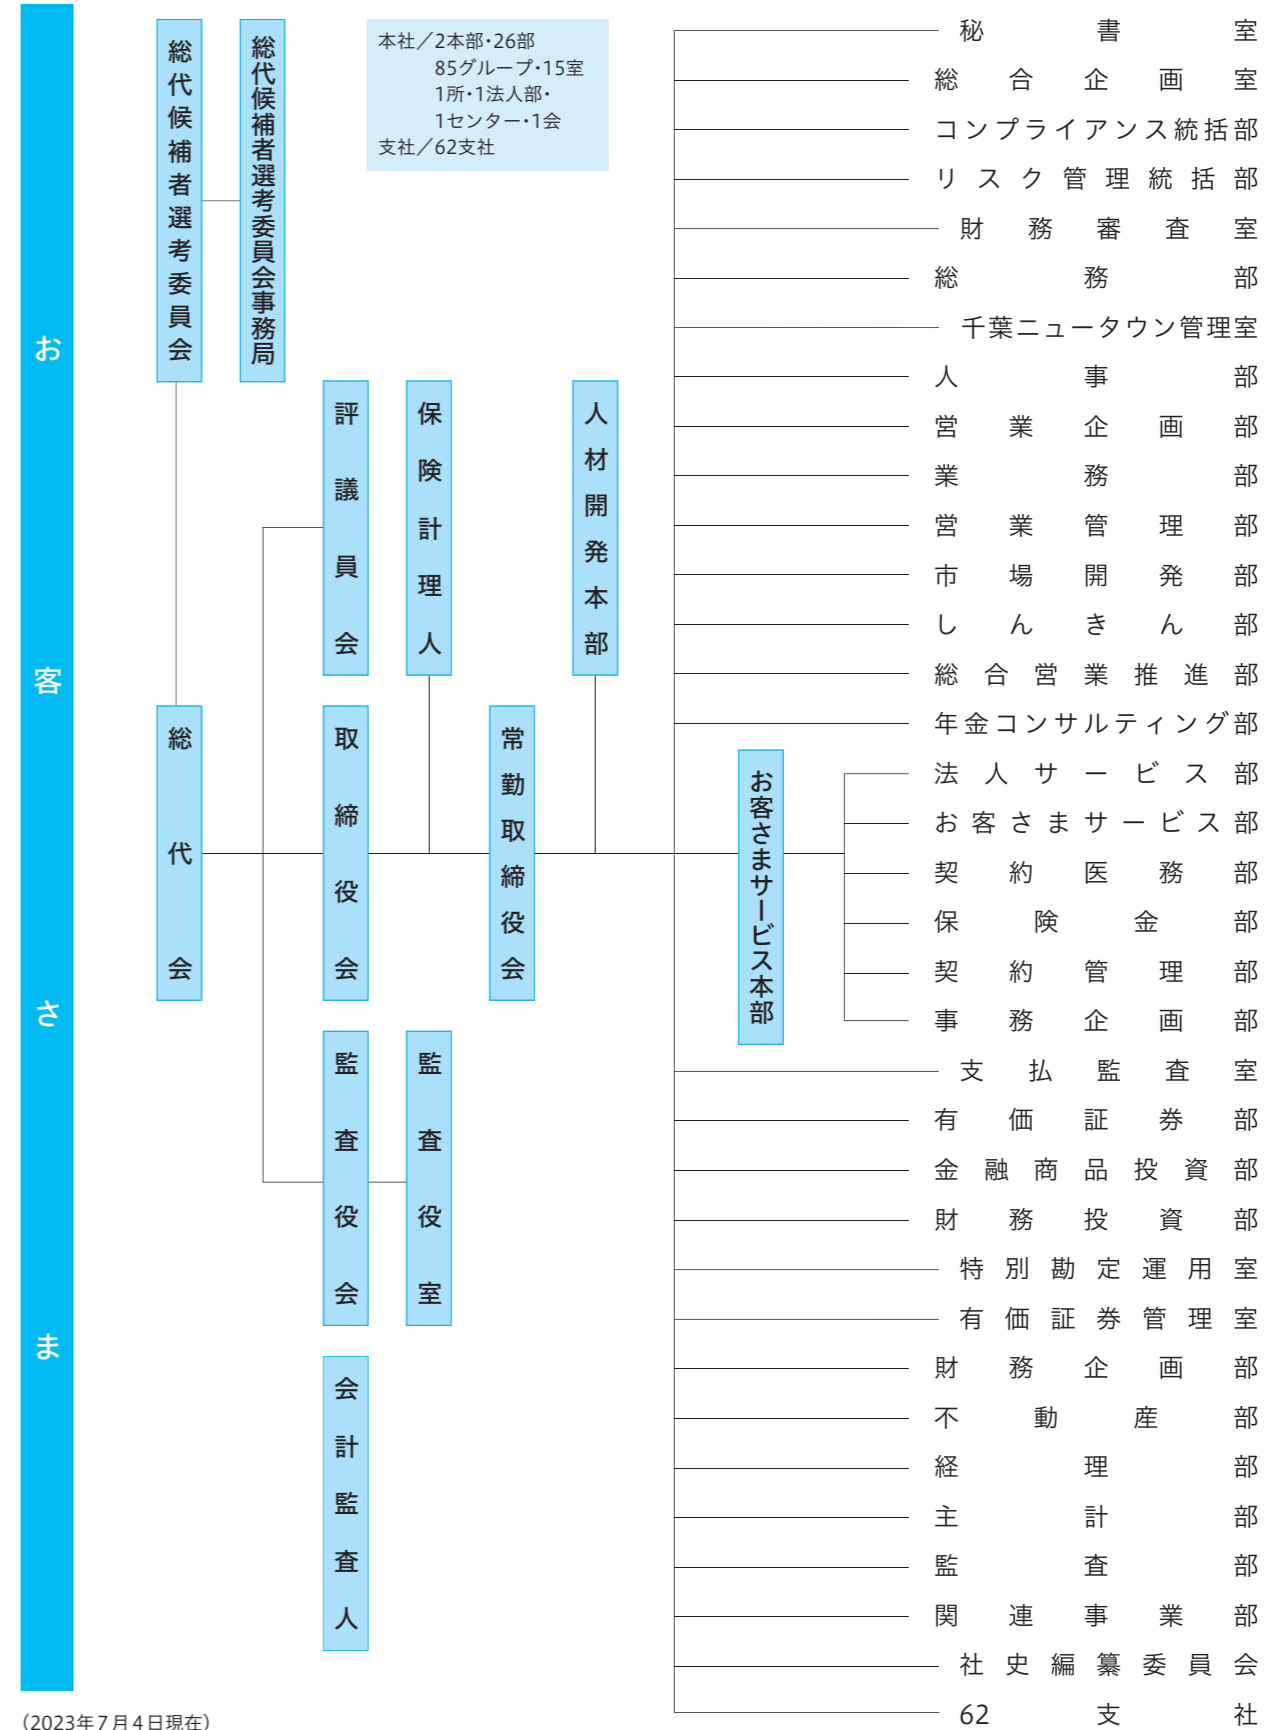 お客さま
総代候補者選考委員会
総代候補者選考委員会事務局
本社／2本部・26部
85グループ・15室
1所・1法人部・
1センター・1会
支社／62支社
評議員会
保険計理人
人材開発本部
総代会
取締役会
常勤取締役会
お客さまサービス本部
監査役会
監査役室
会計監査人
秘書室
総合企画室
コンプライアンス統括部
リスク管理統括部
財務審査室
総務部
千葉ニュータウン管理室
人事部
営業企画部
業務部
営業管理部
市場開発部
しんきん部
総合営業推進部
年金コンサルティング部
法人サービス部
お客さまサービス部
契約医務部
保険金部
契約管理部
事務企画部
支払監査室
有価証券部
金融商品投資部
財務投資部
特別勘定運用室
有価証券管理室
財務企画部
不動産部
経理部
主計部
監査部
関連事業部
社史編纂委員会
62支社
（2023年7月4日現在）